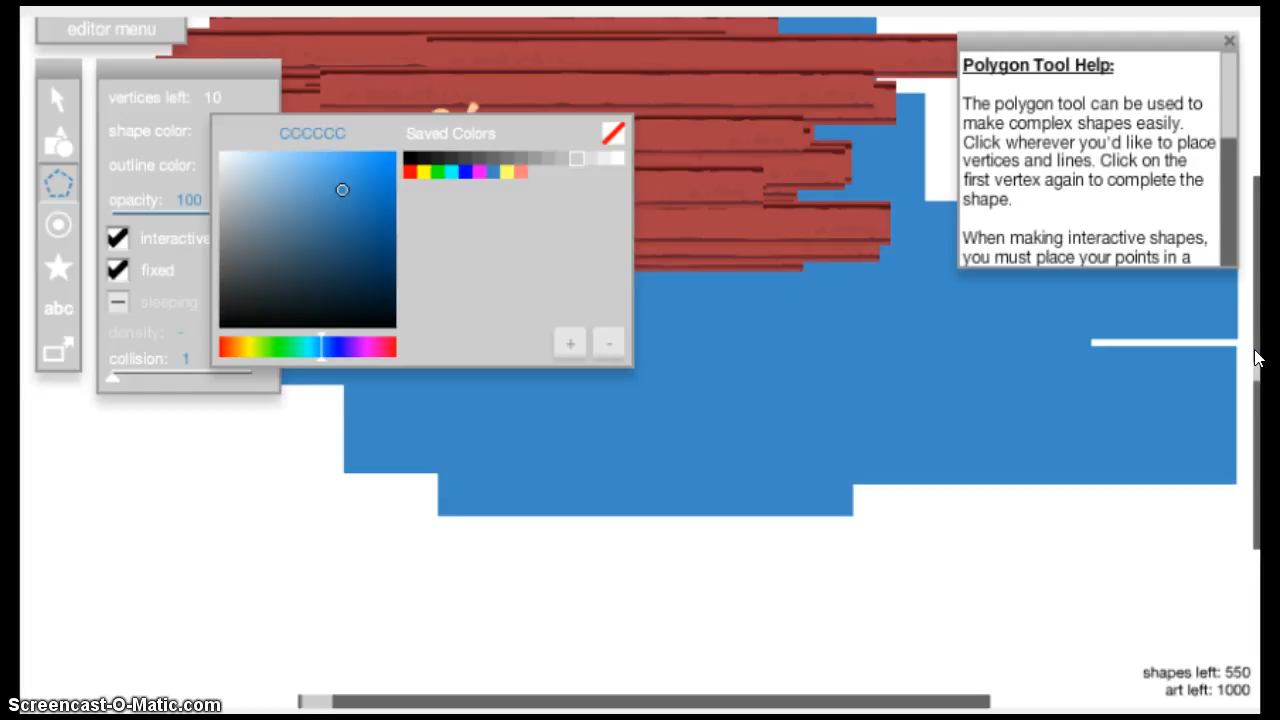 editor menu
vertices left: 10
shape color:
outline color:
opacity: 100
interactive
fixed
sleeping
density: -
collision: 1
abc
CCCCCC
Saved Colors
+ -
Polygon Tool Help:
The polygon tool can be used to
make complex shapes easily.
Click wherever you'd like to place
vertices and lines. Click on the
first vertex again to complete the
shape.
When making interactive shapes,
you must place your points in a
shapes left: 550
art left: 1000
Screencast-O-Matic.com